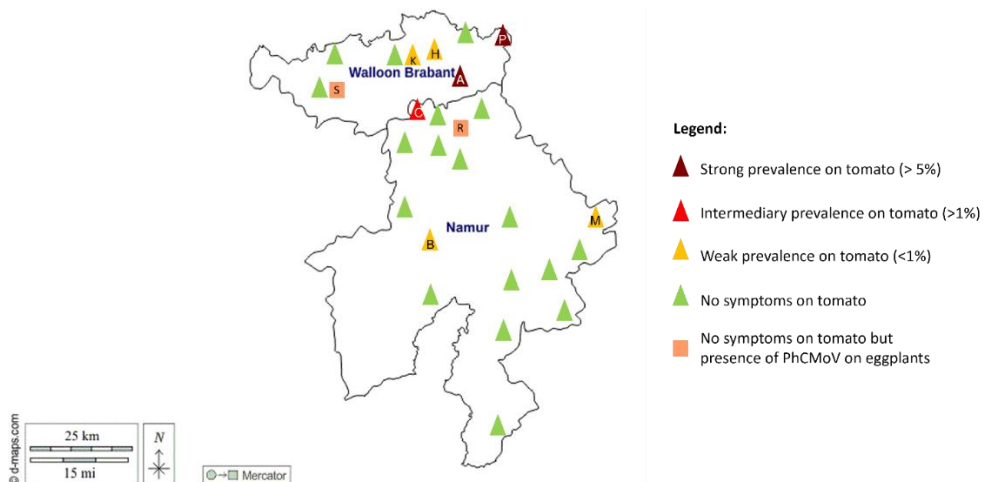 P
H
K
Walloon Brabant
A
S
C
R
M
Namur
B
Legend:
Strong prevalence on tomato (> 5%)
Intermediary prevalence on tomato (>1%)
Weak prevalence on tomato (<1%)
No symptoms on tomato
No symptoms on tomato but
presence of PhCMoV on eggplants
© d-maps.com
25 km
15 mi
N
Mercator